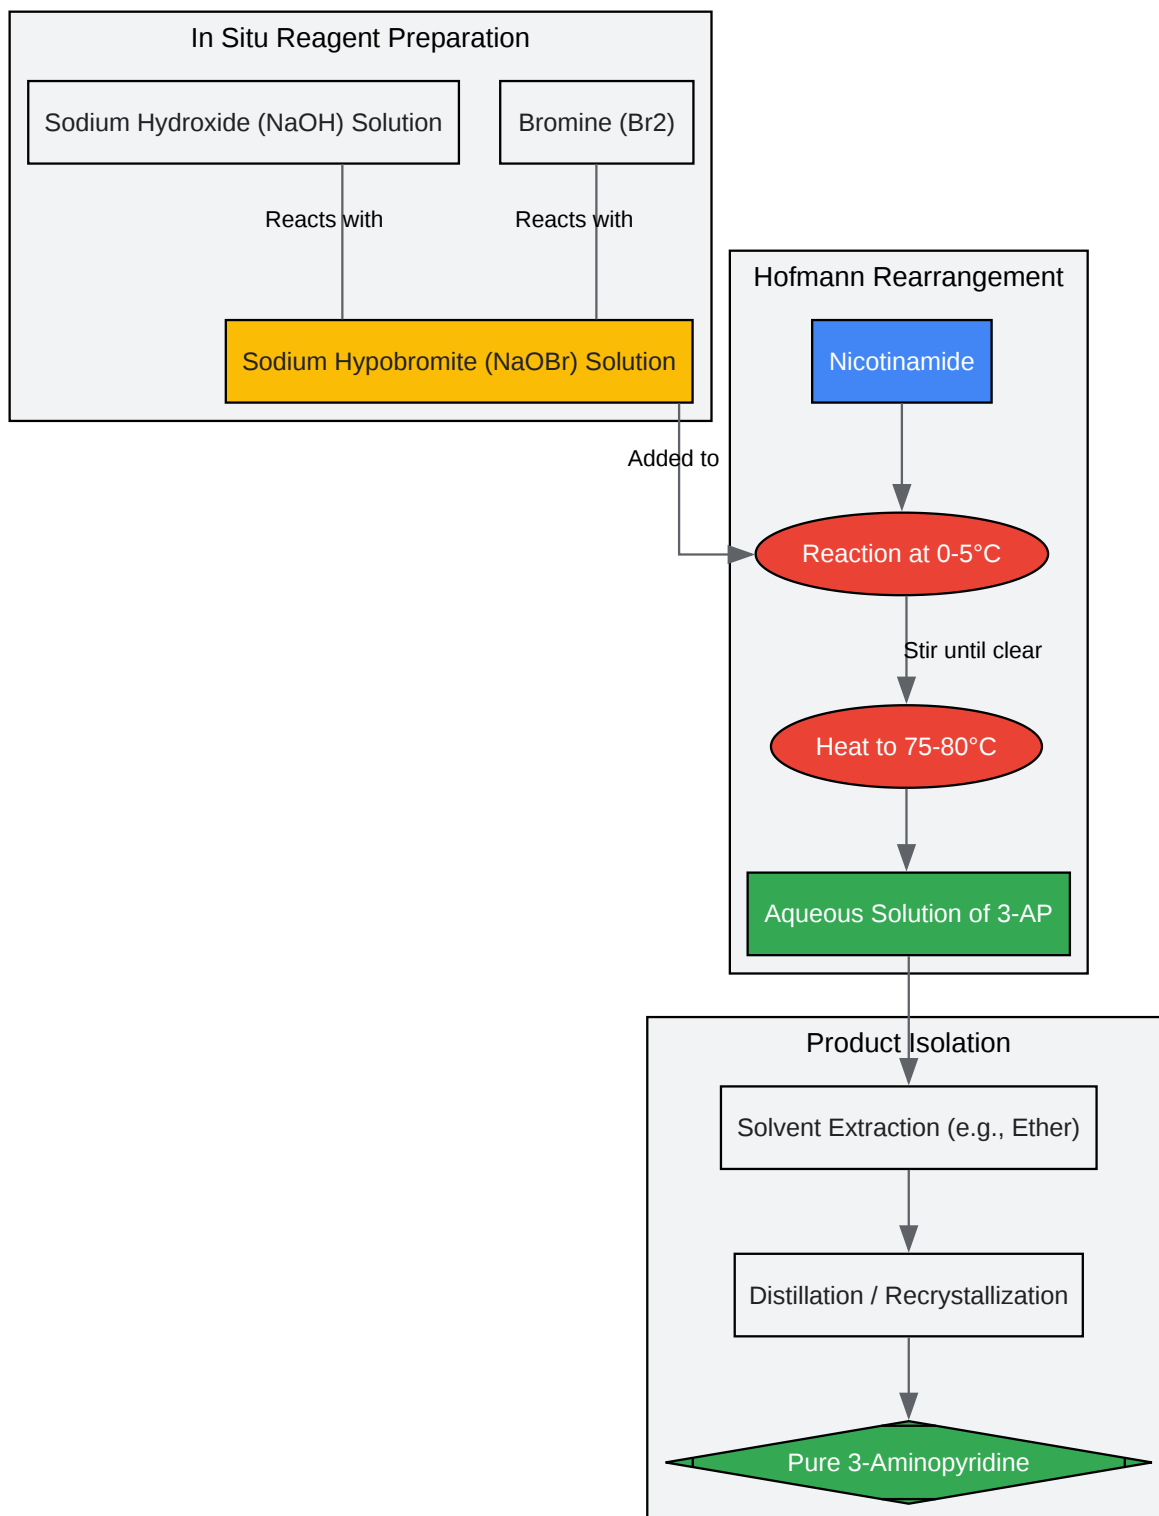 In Situ Reagent Preparation
Sodium Hydroxide (NaOH) Solution
Bromine (Br2)
Reacts with
Reacts with
Sodium Hypobromite (NaOBr) Solution
Added to
Hofmann Rearrangement
Nicotinamide
Reaction at 0-5°C
Stir until clear
Heat to 75-80°C
Aqueous Solution of 3-AP
Product Isolation
Solvent Extraction (e.g., Ether)
Distillation / Recrystallization
Pure 3-Aminopyridine